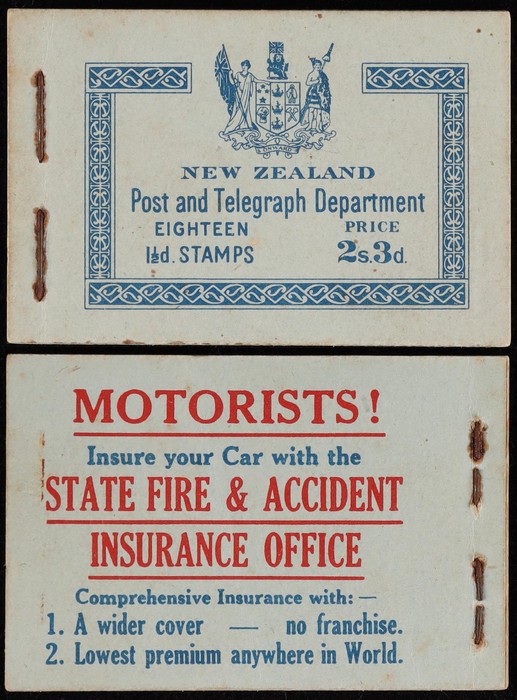 ONWARD
NEW ZEALAND
Post and Telegraph Department
EIGHTEEN PRICE
1½d. STAMPS 2s.3d.
MOTORISTS!
Insure your Car with the
STATE FIRE & ACCIDENT
INSURANCE OFFICE
Comprehensive Insurance with: —
1. A wider cover — no franchise.
2. Lowest premium anywhere in World.